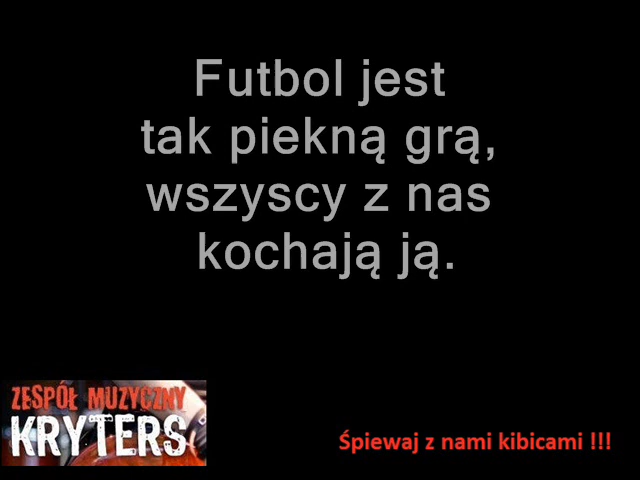 Futbol jest
tak piekną grą,
wszyscy z nas
kochają ją.
ZESPÓŁ MUZYCZNY
KRYTERS
Śpiewaj z nami kibicami !!!